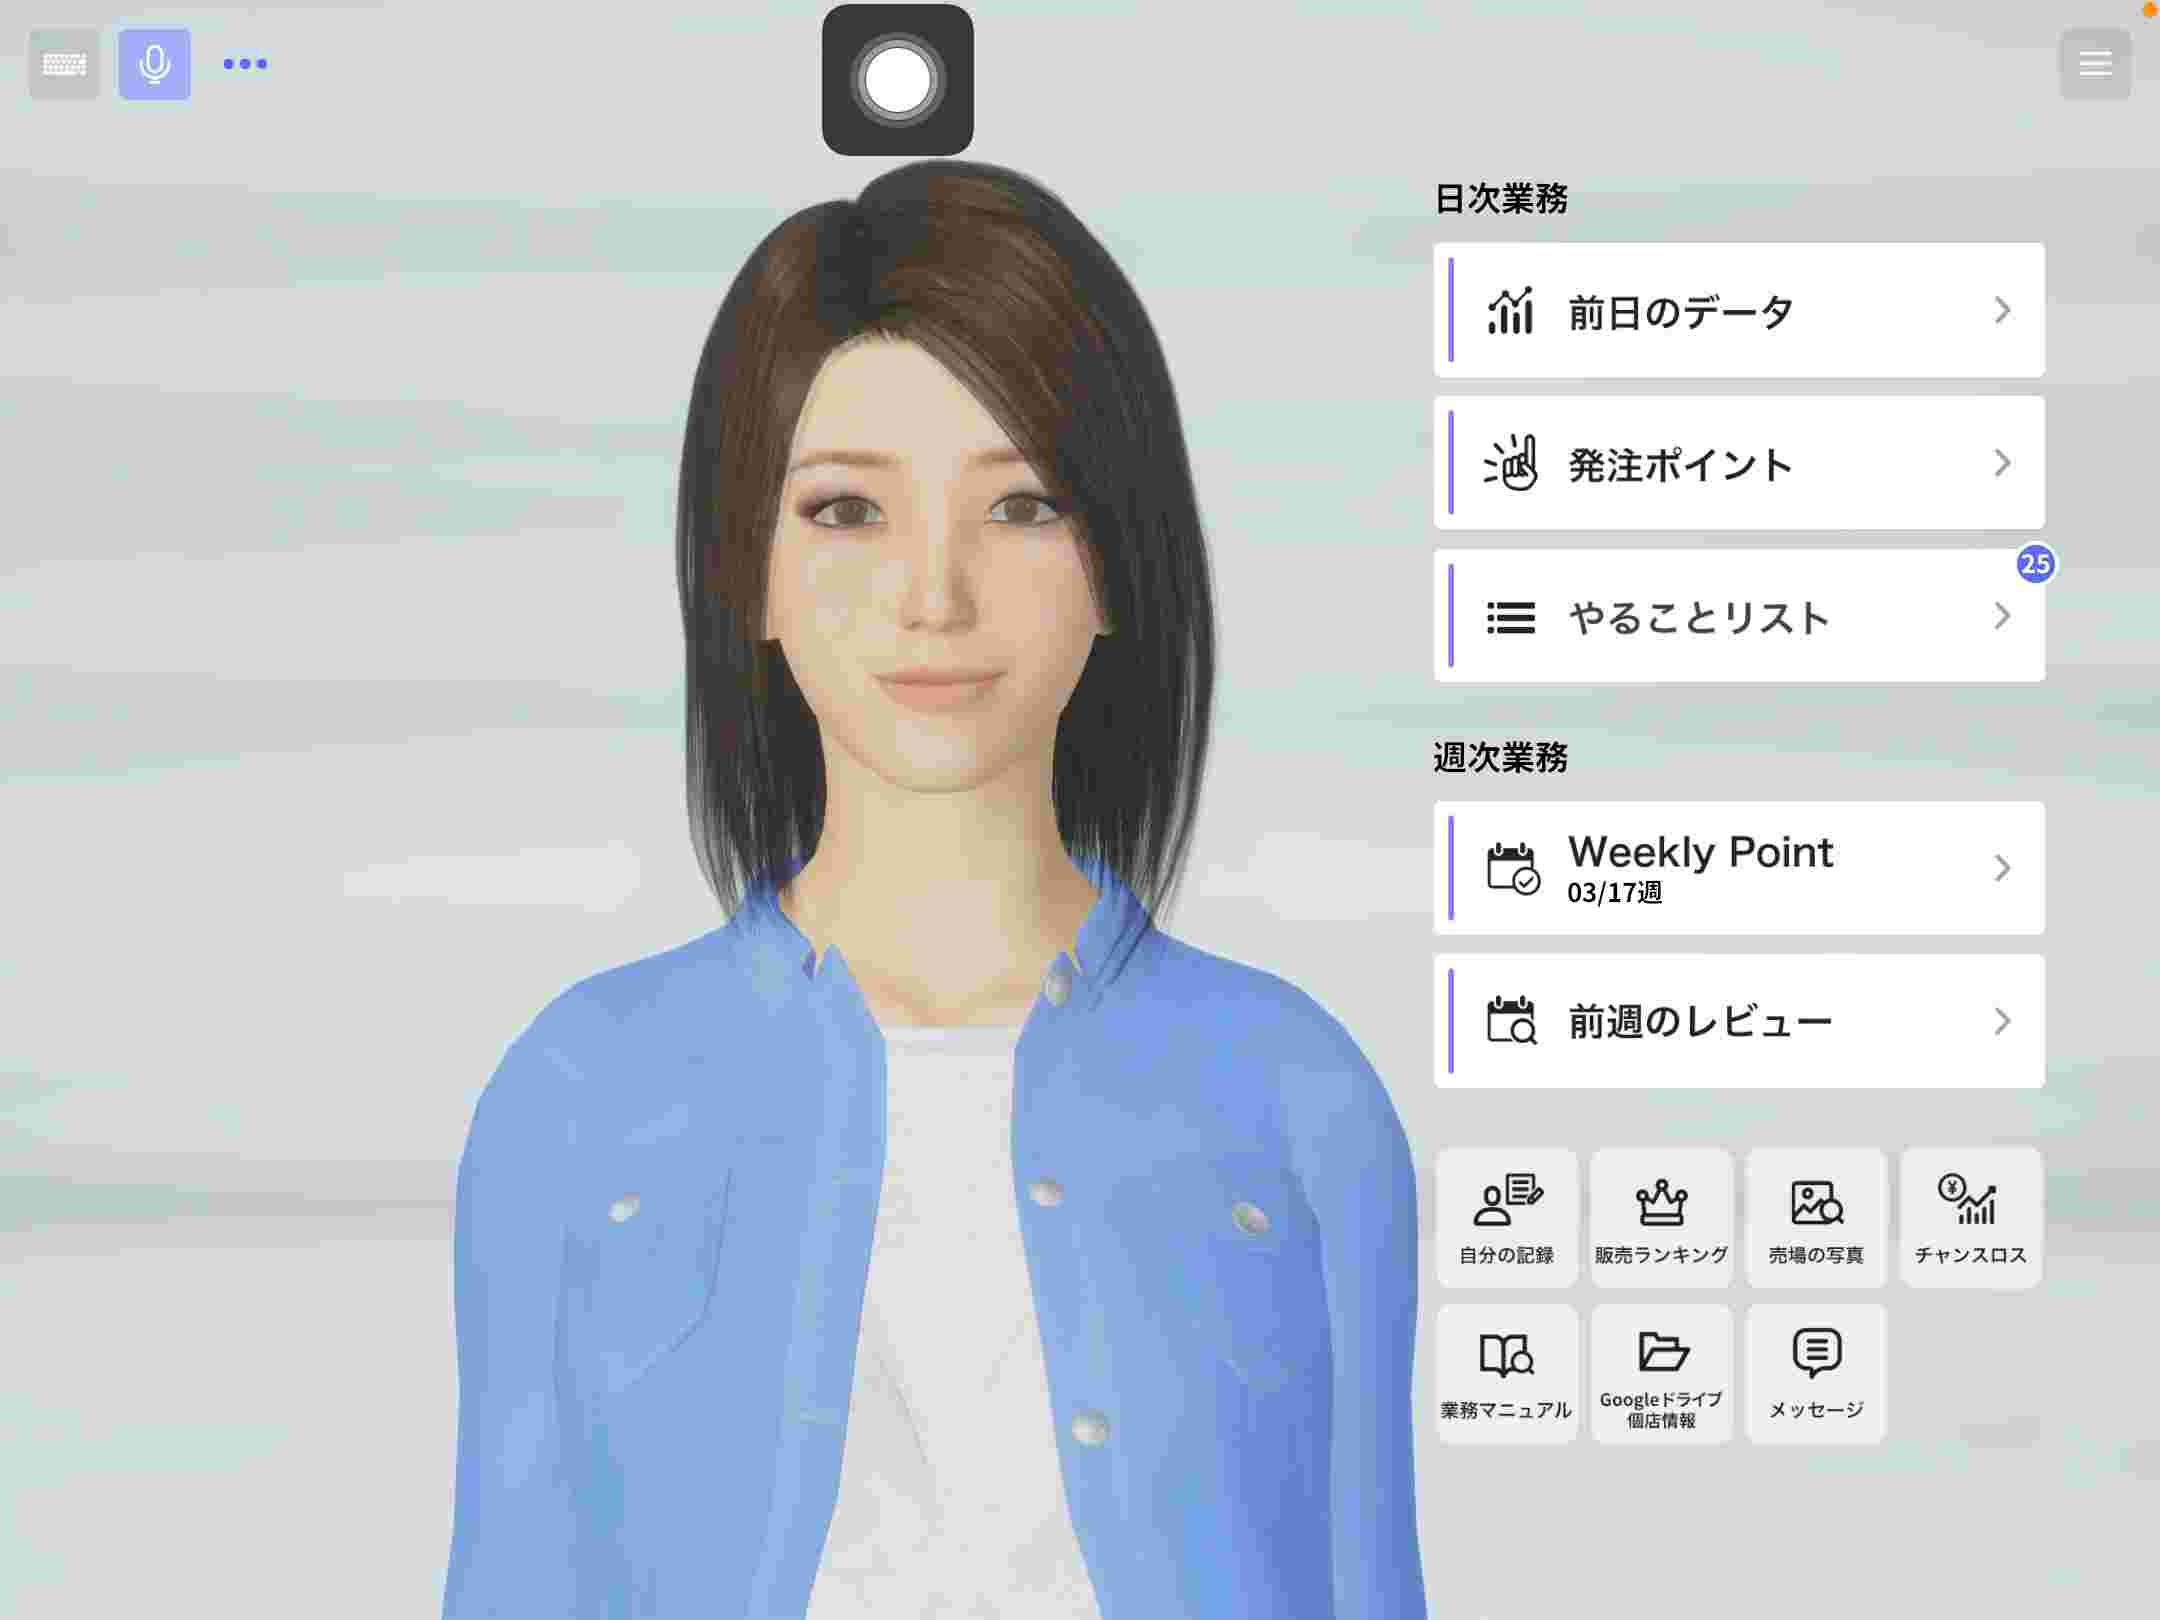 日次業務
前日のデータ
発注ポイント
25
やることリスト
週次業務
Weekly Point
03/17週
前週のレビュー
自分の記録
販売ランキング
売場の写真
チャンスロス
業務マニュアル
Googleドライブ
個店情報
メッセージ